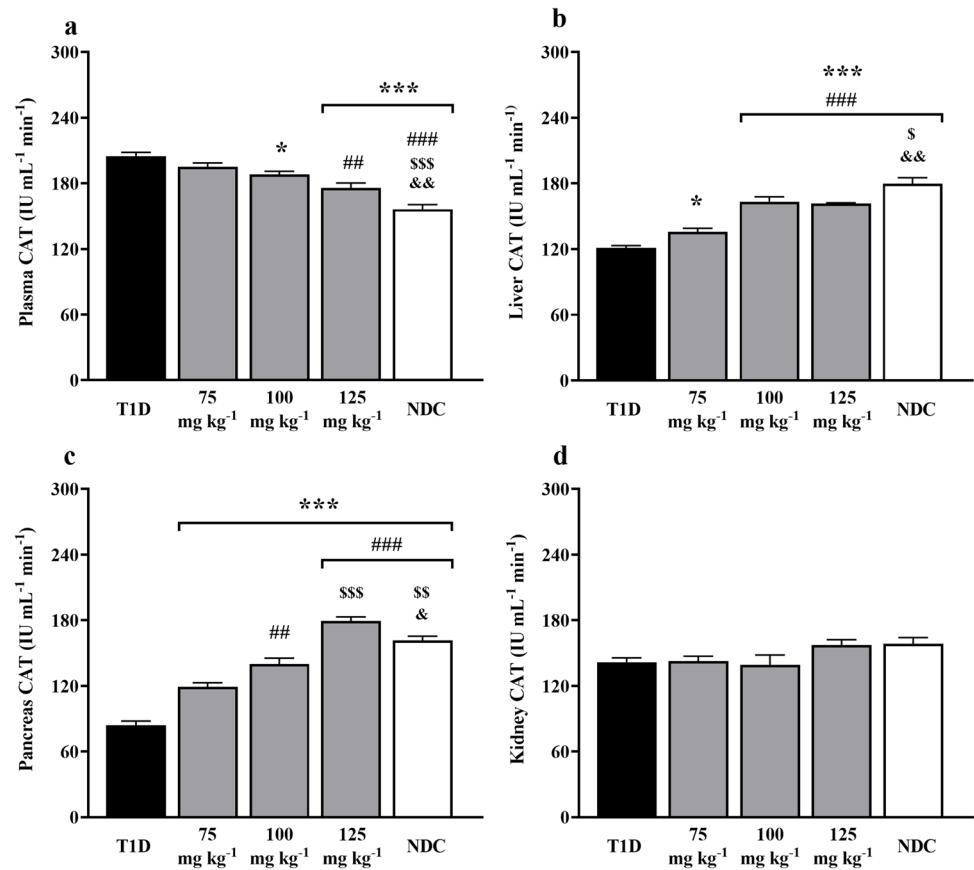 a
Plasma CAT (IU mL⁻¹ min⁻¹)
300
240
180
120
60
0
***
*
##
###
$$$
&&
T1D
75
mg kg⁻¹
100
mg kg⁻¹
125
mg kg⁻¹
NDC
b
Liver CAT (IU mL⁻¹ min⁻¹)
300
240
180
120
60
0
***
###
*
$
&&
T1D
75
mg kg⁻¹
100
mg kg⁻¹
125
mg kg⁻¹
NDC
c
Pancreas CAT (IU mL⁻¹ min⁻¹)
300
240
180
120
60
0
***
###
##
$$$
$$
&
T1D
75
mg kg⁻¹
100
mg kg⁻¹
125
mg kg⁻¹
NDC
d
Kidney CAT (IU mL⁻¹ min⁻¹)
300
240
180
120
60
0
T1D
75
mg kg⁻¹
100
mg kg⁻¹
125
mg kg⁻¹
NDC